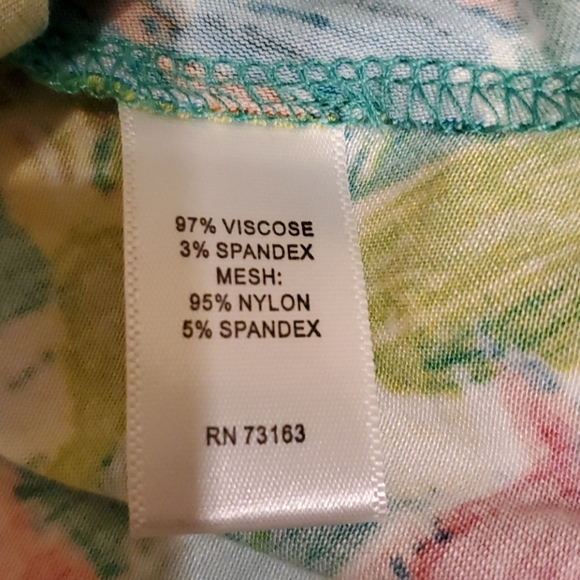 97% VISCOSE
3% SPANDEX
MESH:
95% NYLON
5% SPANDEX
RN 73163